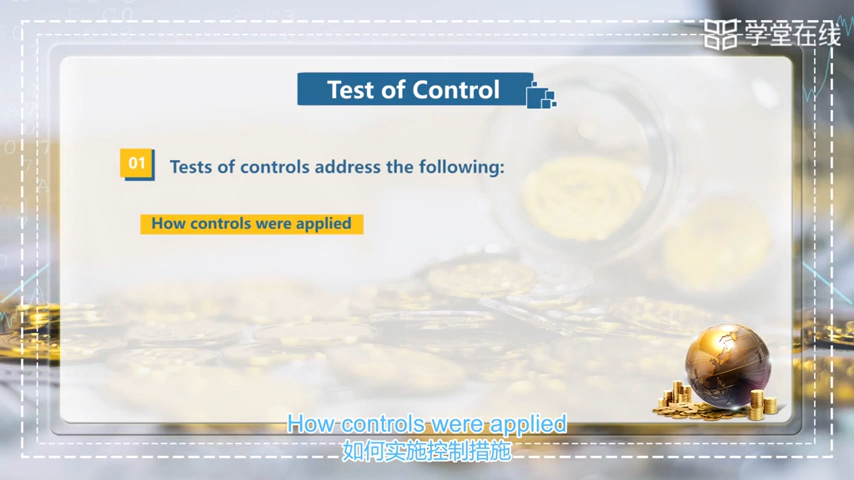 学堂在线
Test of Control
01
Tests of controls address the following:
How controls were applied
How controls were applied
如何实施控制措施